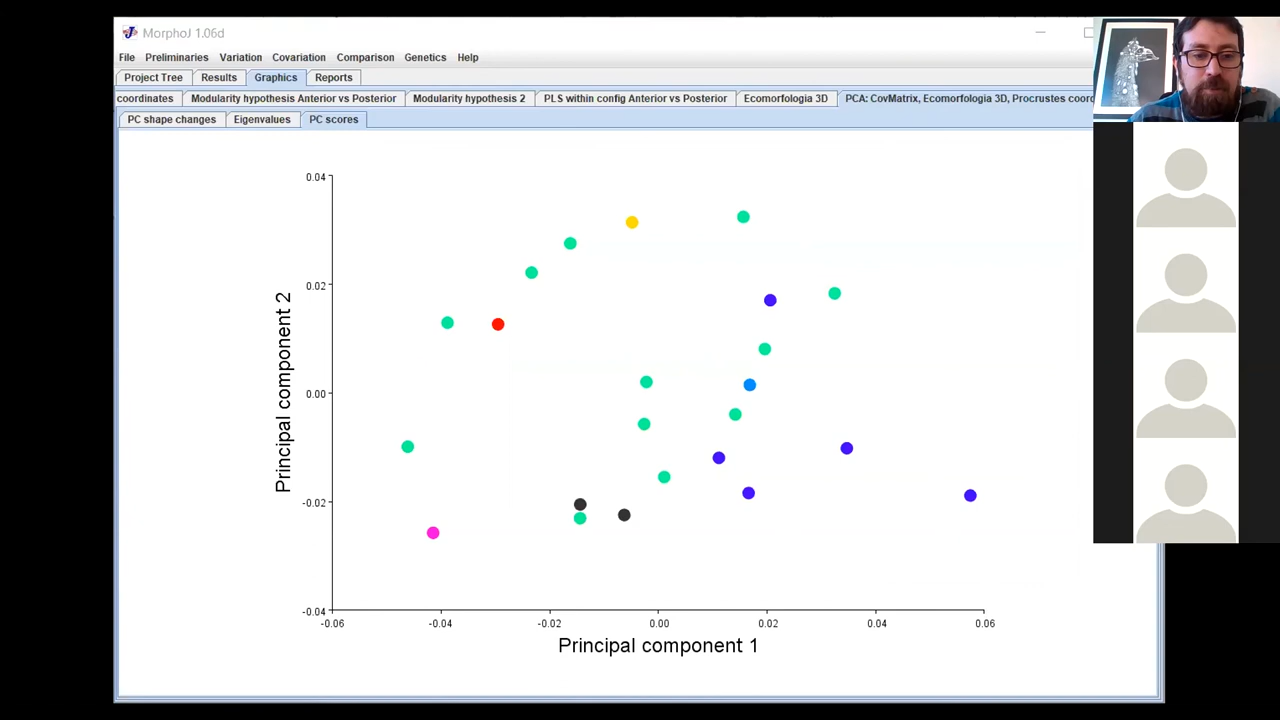 MorphoJ 1.06d
File Preliminaries Variation Covariation Comparison Genetics Help
Project Tree Results Graphics Reports
coordinates Modularity hypothesis Anterior vs Posterior Modularity hypothesis 2 PLS within config Anterior vs Posterior Ecomorfologia 3D PCA: CovMatrix, Ecomorfologia 3D, Procrustes coor
PC shape changes Eigenvalues PC scores
0.04
0.02
0.00
-0.02
-0.04
Principal component 2
-0.06 -0.04 -0.02 0.00 0.02 0.04 0.06
Principal component 1